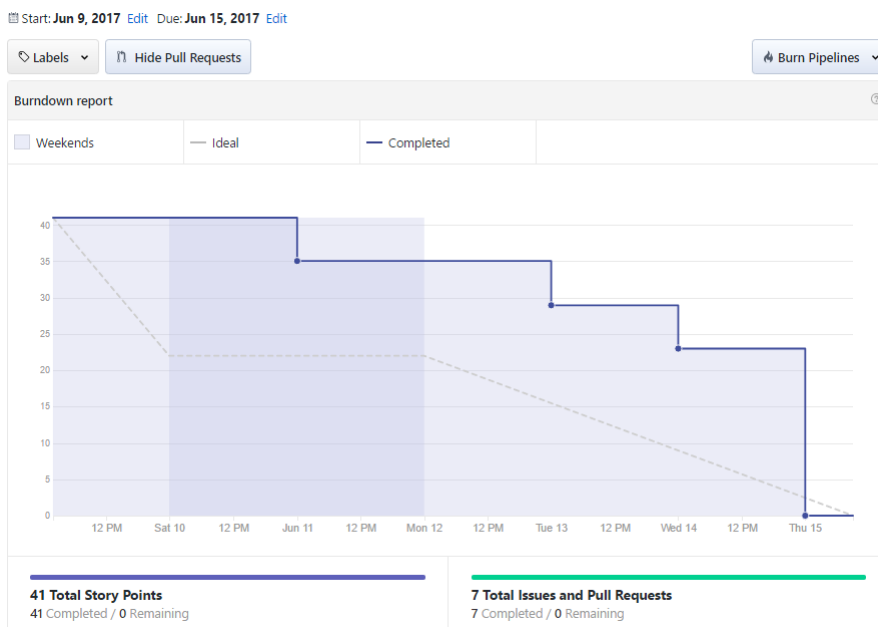 Start: Jun 9, 2017 Edit Due: Jun 15, 2017 Edit
Labels Hide Pull Requests Burn Pipelines
Burndown report
Weekends Ideal Completed
40
35
30
25
20
15
10
5
0
12 PM Sat 10 12 PM Jun 11 12 PM Mon 12 12 PM Tue 13 12 PM Wed 14 12 PM Thu 15
41 Total Story Points 7 Total Issues and Pull Requests
41 Completed / 0 Remaining 7 Completed / 0 Remaining